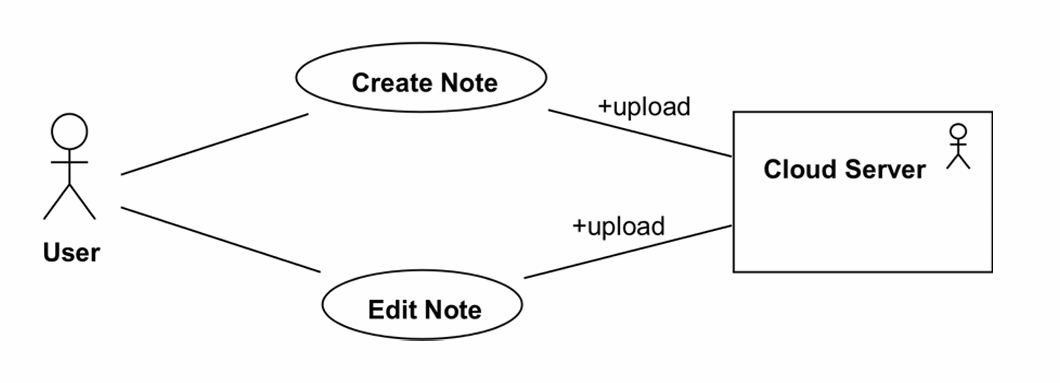 Create Note
+upload
Cloud Server
+upload
User
Edit Note